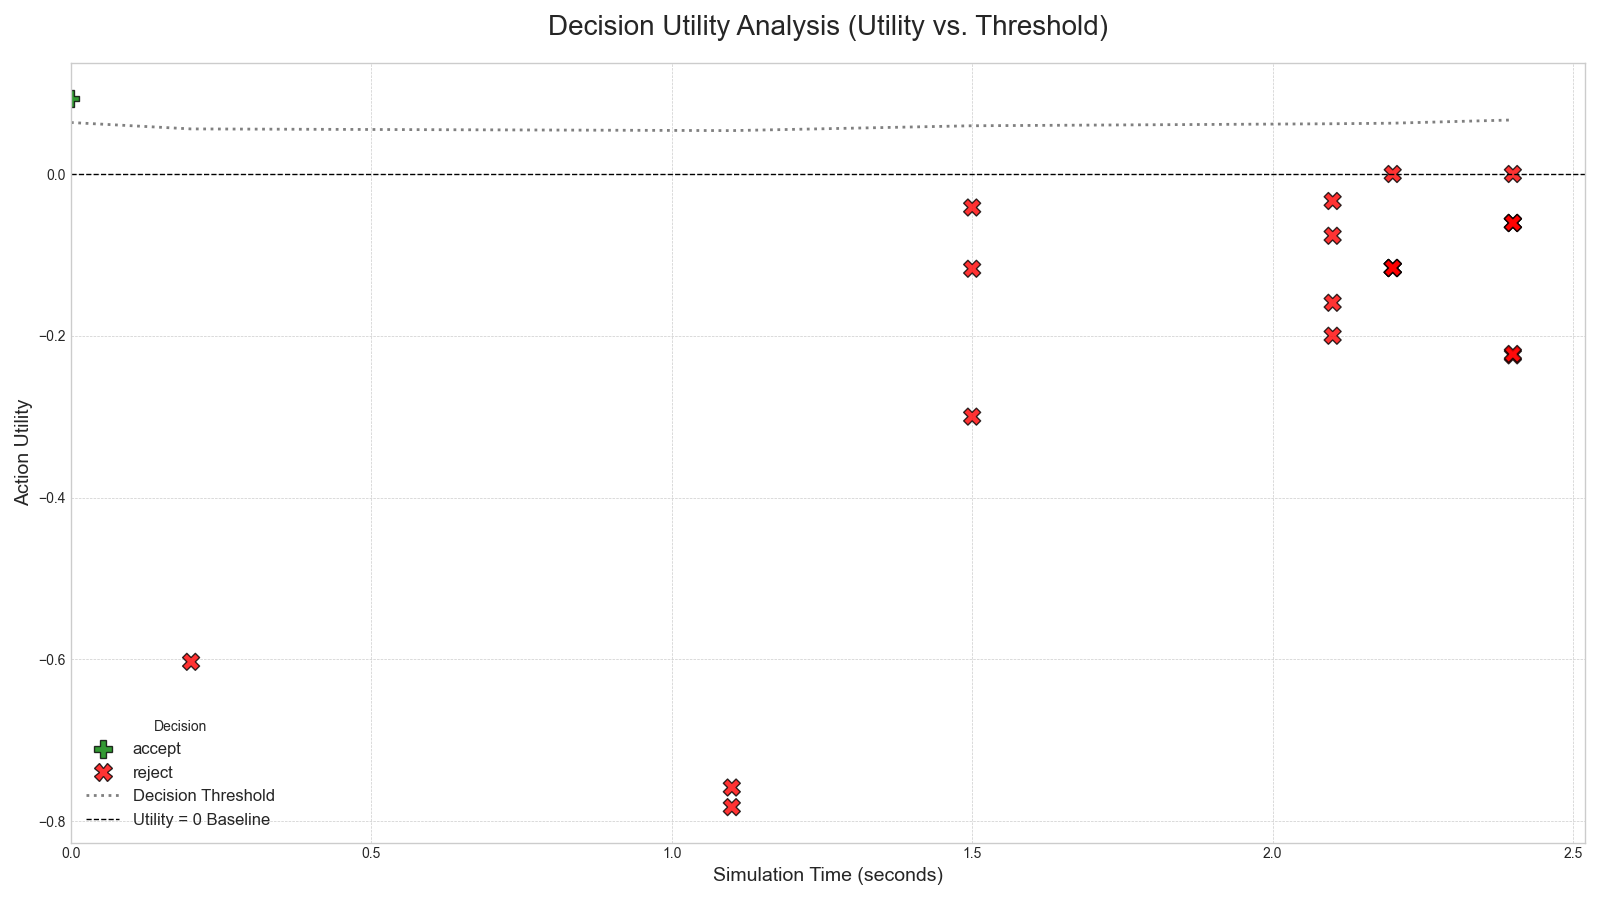 Decision Utility Analysis (Utility vs. Threshold)
Action Utility
0.0
−0.2
−0.4
−0.6
−0.8
Decision
accept
reject
Decision Threshold
Utility = 0 Baseline
0.0 0.5 1.0 1.5 2.0 2.5
Simulation Time (seconds)